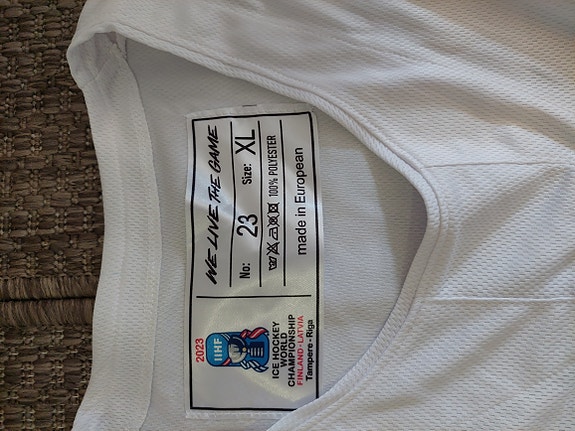 2023
IIHF
ICE HOCKEY
WORLD
CHAMPIONSHIP
FINLAND - LATVIA
Tampere - Riga
WE LIVE THE GAME
No: 23 Size: XL
100% POLYESTER
made in European